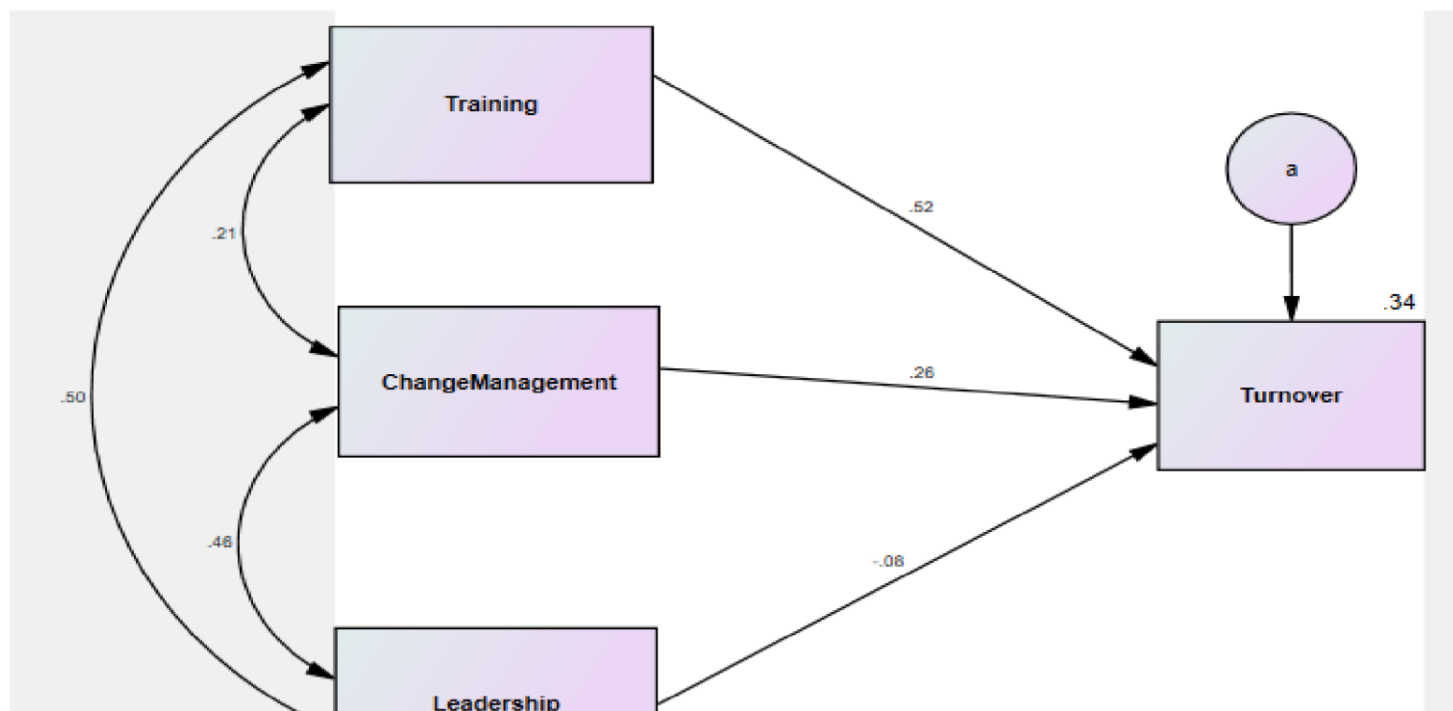 Training
a
.52
.21
.34
ChangeManagement
.26
Turnover
.50
.46
-.08
Leadership